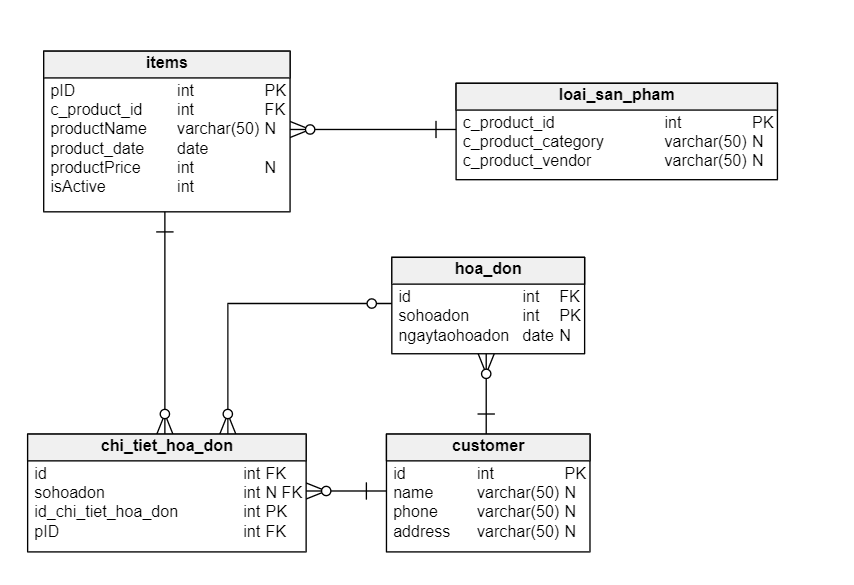 items
pID int PK
c_product_id int FK
productName varchar(50) N
product_date date
productPrice int N
isActive int
loai_san_pham
c_product_id int PK
c_product_category varchar(50) N
c_product_vendor varchar(50) N
hoa_don
id int FK
sohoadon int PK
ngaytaohoadon date N
chi_tiet_hoa_don
id int FK
sohoadon int N FK
id_chi_tiet_hoa_don int PK
pID int FK
customer
id int PK
name varchar(50) N
phone varchar(50) N
address varchar(50) N